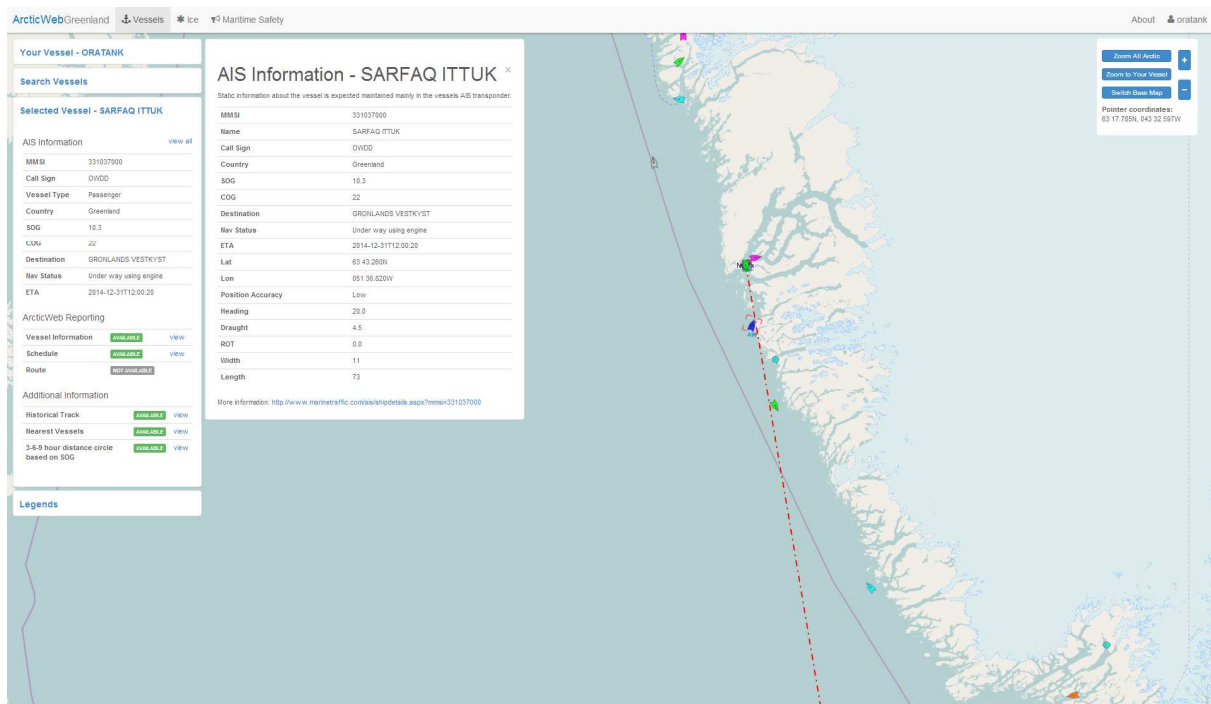 ArcticWebGreenland Vessels Ice Maritime Safety About oratank
Your Vessel - ORATANK
Search Vessels
Selected Vessel - SARFAQ ITTUK
AIS Information view all
MMSI 331037000
Call Sign OWDD
Vessel Type Passenger
Country Greenland
SOG 10.3
COG 22
Destination GRONLANDS VESTKYST
Nav Status Under way using engine
ETA 2014-12-31T12:00:20
ArcticWeb Reporting
Vessel Information AVAILABLE view
Schedule AVAILABLE view
Route NOT AVAILABLE
Additional Information
Historical Track AVAILABLE view
Nearest Vessels AVAILABLE view
3-6-9 hour distance circle AVAILABLE view
based on SOG
Legends
AIS Information - SARFAQ ITTUK ×
Static information about the vessel is expected maintained mainly in the vessels AIS transponder.
MMSI 331037000
Name SARFAQ ITTUK
Call Sign OWDD
Country Greenland
SOG 10.3
COG 22
Destination GRONLANDS VESTKYST
Nav Status Under way using engine
ETA 2014-12-31T12:00:20
Lat 63 43.260N
Lon 051 36.820W
Position Accuracy Low
Heading 20.0
Draught 4.5
ROT 0.0
Width 11
Length 73
More information: http://www.marinetraffic.com/ais/shipdetails.aspx?mmsi=331037000
Zoom All Arctic +
Zoom to Your Vessel
Switch Base Map −
Pointer coordinates:
63 17.785N, 043 32.597W